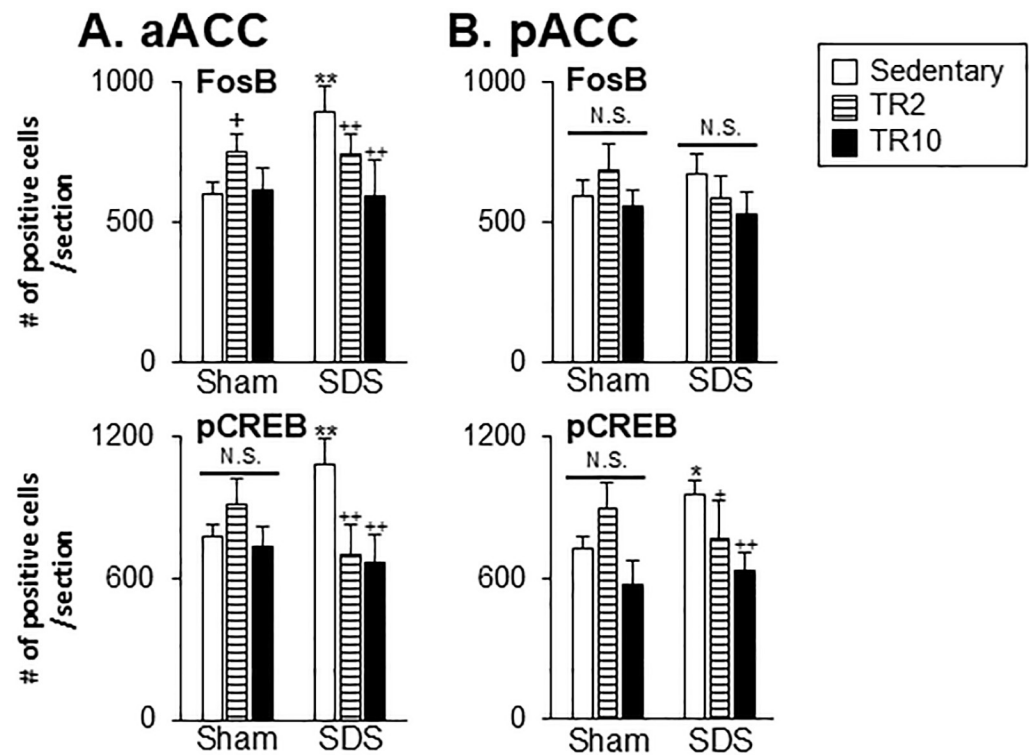 A. aACC
B. pACC
Sedentary
TR2
TR10
# of positive cells
/section
1000
500
0
FosB
+
**
++
++
Sham
SDS
FosB
N.S.
N.S.
1000
500
0
Sham
SDS
# of positive cells
/section
1200
600
0
pCREB
N.S.
**
++
++
Sham
SDS
pCREB
N.S.
*
+
++
1200
600
0
Sham
SDS